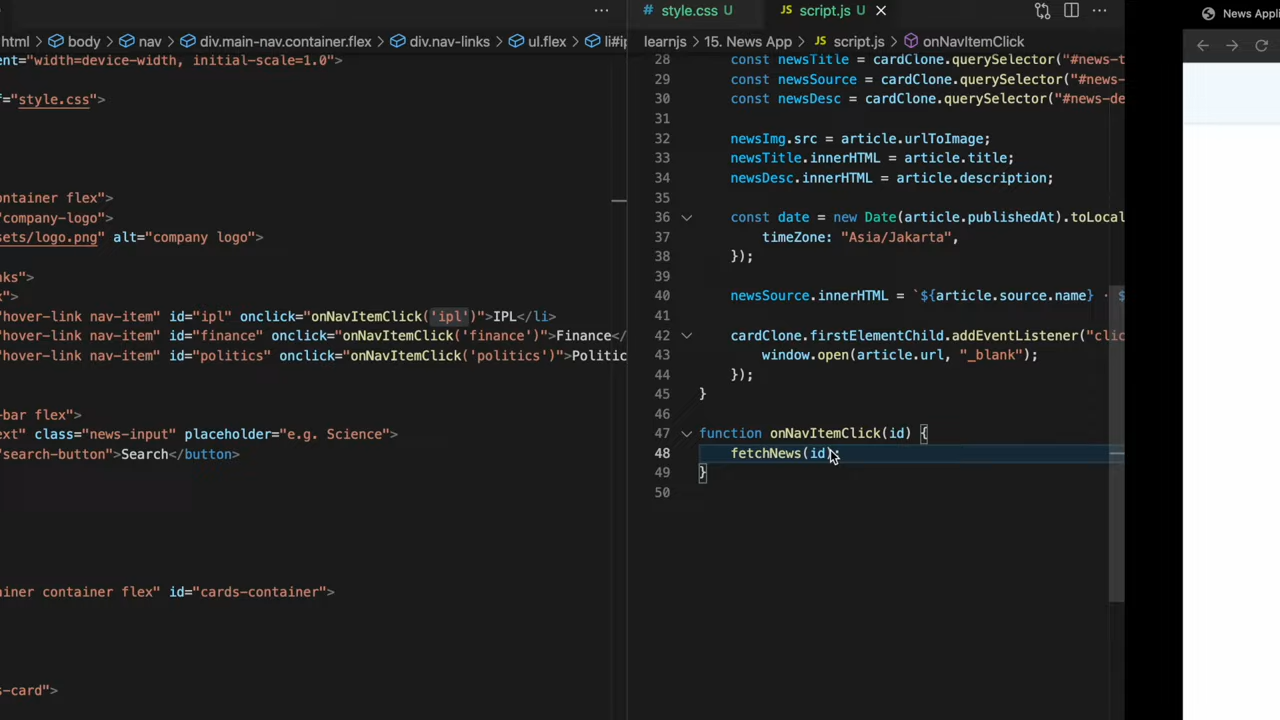 html > body > nav > div.main-nav.container.flex > div.nav-links > ul.flex > li#ip
ent="width=device-width, initial-scale=1.0">
f="style.css">
ontainer flex">
"company-logo">
sets/logo.png" alt="company logo">
nks">
x">
"hover-link nav-item" id="ipl" onclick="onNavItemClick('ipl')">IPL</li>
"hover-link nav-item" id="finance" onclick="onNavItemClick('finance')">Finance</
"hover-link nav-item" id="politics" onclick="onNavItemClick('politics')">Politic
-bar flex">
ext" class="news-input" placeholder="e.g. Science">
"search-button">Search</button>
iner container flex" id="cards-container">
s-card">
style.css U
JS script.js U
learnjs > 15. News App > JS script.js > onNavItemClick
28 const newsTitle = cardClone.querySelector("#news-t
29 const newsSource = cardClone.querySelector("#news-
30 const newsDesc = cardClone.querySelector("#news-de
31
32 newsImg.src = article.urlToImage;
33 newsTitle.innerHTML = article.title;
34 newsDesc.innerHTML = article.description;
35
36 const date = new Date(article.publishedAt).toLocal
37 timeZone: "Asia/Jakarta",
38 });
39
40 newsSource.innerHTML = `${article.source.name} · $
41
42 cardClone.firstElementChild.addEventListener("clic
43 window.open(article.url, "_blank");
44 });
45 }
46
47 function onNavItemClick(id) {
48 fetchNews(id);
49 }
50
News Appli